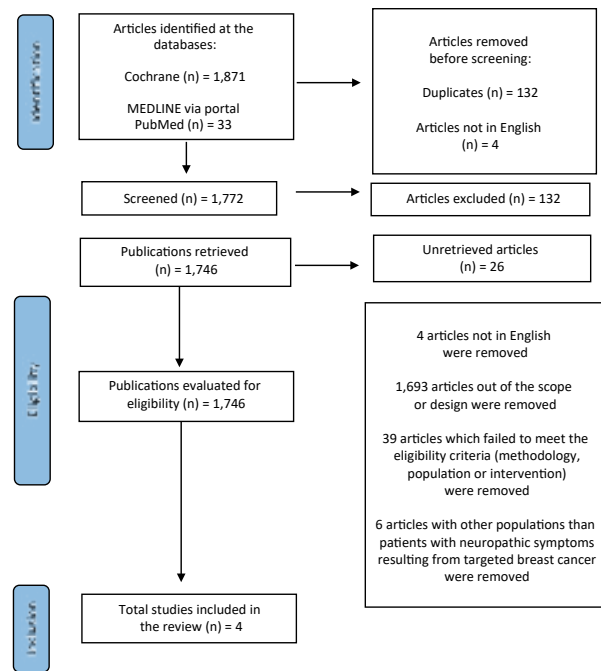 Identification
Articles identified at the
databases:
Cochrane (n) = 1,871
MEDLINE via portal
PubMed (n) = 33
Articles removed
before screening:
Duplicates (n) = 132
Articles not in English
(n) = 4
Screened (n) = 1,772
Articles excluded (n) = 132
Publications retrieved
(n) = 1,746
Unretrieved articles
(n) = 26
Eligibility
Publications evaluated for
eligibility (n) = 1,746
4 articles not in English
were removed
1,693 articles out of the scope
or design were removed
39 articles which failed to meet the
eligibility criteria (methodology,
population or intervention)
were removed
6 articles with other populations than
patients with neuropathic symptoms
resulting from targeted breast cancer
were removed
Inclusion
Total studies included in
the review (n) = 4